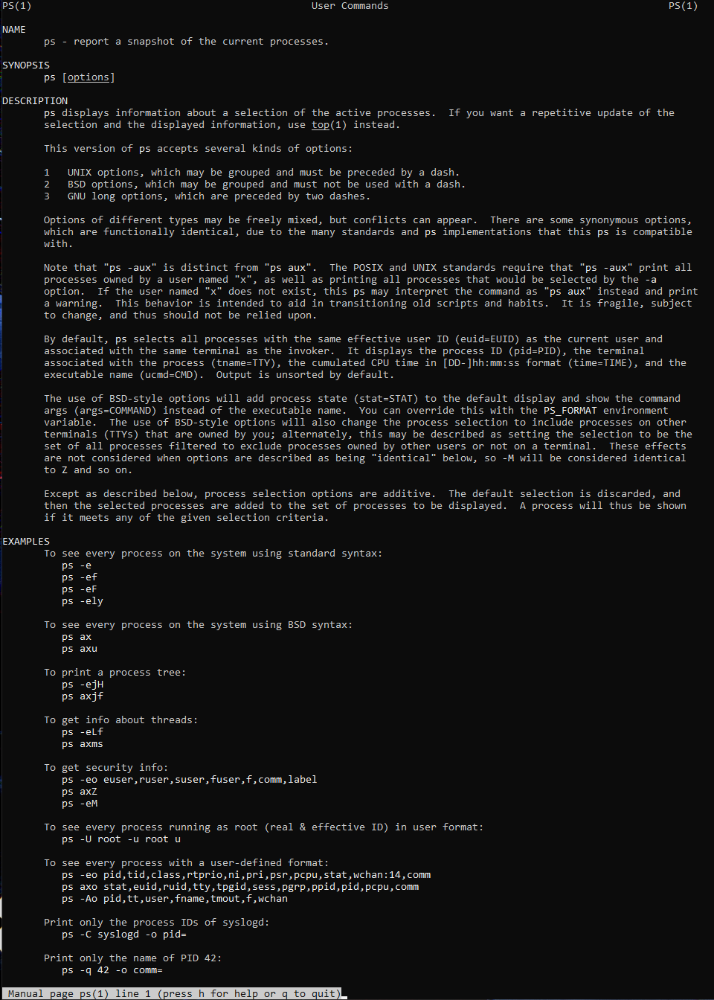 PS(1)                                               User Commands                                               PS(1)
NAME
ps - report a snapshot of the current processes.
SYNOPSIS
ps [options]
DESCRIPTION
ps displays information about a selection of the active processes.  If you want a repetitive update of the
selection and the displayed information, use top(1) instead.
This version of ps accepts several kinds of options:
1   UNIX options, which may be grouped and must be preceded by a dash.
2   BSD options, which may be grouped and must not be used with a dash.
3   GNU long options, which are preceded by two dashes.
Options of different types may be freely mixed, but conflicts can appear.  There are some synonymous options,
which are functionally identical, due to the many standards and ps implementations that this ps is compatible
with.
Note that "ps -aux" is distinct from "ps aux".  The POSIX and UNIX standards require that "ps -aux" print all
processes owned by a user named "x", as well as printing all processes that would be selected by the -a
option.  If the user named "x" does not exist, this ps may interpret the command as "ps aux" instead and print
a warning.  This behavior is intended to aid in transitioning old scripts and habits.  It is fragile, subject
to change, and thus should not be relied upon.
By default, ps selects all processes with the same effective user ID (euid=EUID) as the current user and
associated with the same terminal as the invoker.  It displays the process ID (pid=PID), the terminal
associated with the process (tname=TTY), the cumulated CPU time in [DD-]hh:mm:ss format (time=TIME), and the
executable name (ucmd=CMD).  Output is unsorted by default.
The use of BSD-style options will add process state (stat=STAT) to the default display and show the command
args (args=COMMAND) instead of the executable name.  You can override this with the PS_FORMAT environment
variable.  The use of BSD-style options will also change the process selection to include processes on other
terminals (TTYs) that are owned by you; alternately, this may be described as setting the selection to be the
set of all processes filtered to exclude processes owned by other users or not on a terminal.  These effects
are not considered when options are described as being "identical" below, so -M will be considered identical
to Z and so on.
Except as described below, process selection options are additive.  The default selection is discarded, and
then the selected processes are added to the set of processes to be displayed.  A process will thus be shown
if it meets any of the given selection criteria.
EXAMPLES
To see every process on the system using standard syntax:
ps -e
ps -ef
ps -eF
ps -ely
To see every process on the system using BSD syntax:
ps ax
ps axu
To print a process tree:
ps -ejH
ps axjf
To get info about threads:
ps -eLf
ps axms
To get security info:
ps -eo euser,ruser,suser,fuser,f,comm,label
ps axZ
ps -eM
To see every process running as root (real & effective ID) in user format:
ps -U root -u root u
To see every process with a user-defined format:
ps -eo pid,tid,class,rtprio,ni,pri,psr,pcpu,stat,wchan:14,comm
ps axo stat,euid,ruid,tty,tpgid,sess,pgrp,ppid,pid,pcpu,comm
ps -Ao pid,tt,user,fname,tmout,f,wchan
Print only the process IDs of syslogd:
ps -C syslogd -o pid=
Print only the name of PID 42:
ps -q 42 -o comm=
Manual page ps(1) line 1 (press h for help or q to quit)